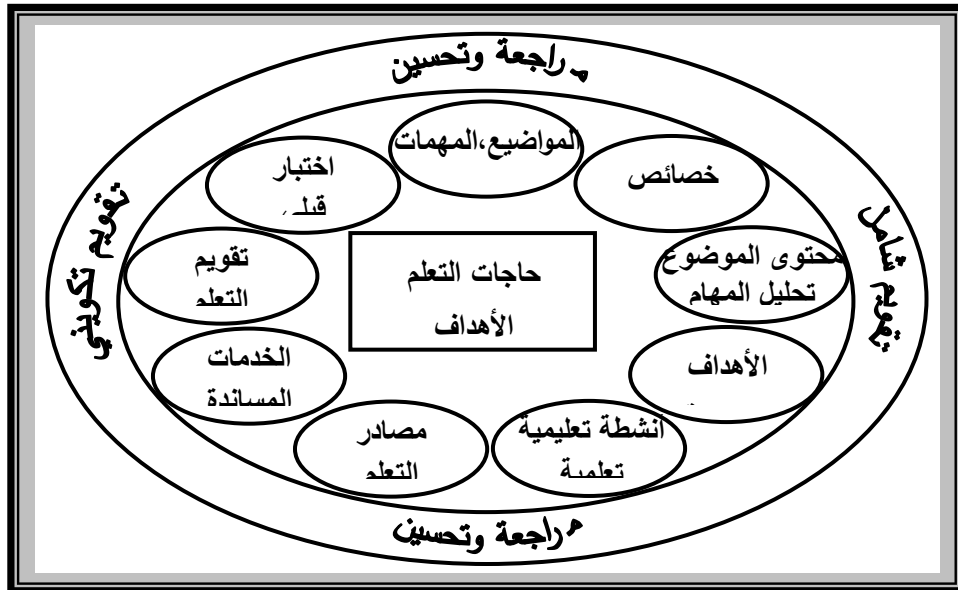 مراجعة وتحسين
المواضيع،المهمات
خصائص
محتوى الموضوع
تحليل المهام
الأهداف
أنشطة تعليمية
تعلمية
مصادر
التعلم
الخدمات
المساندة
تقويم
التعلم
اختبار
قبلي
حاجات التعلم
الأهداف
تقويم شامل
مراجعة وتحسين
تقويم تكويني